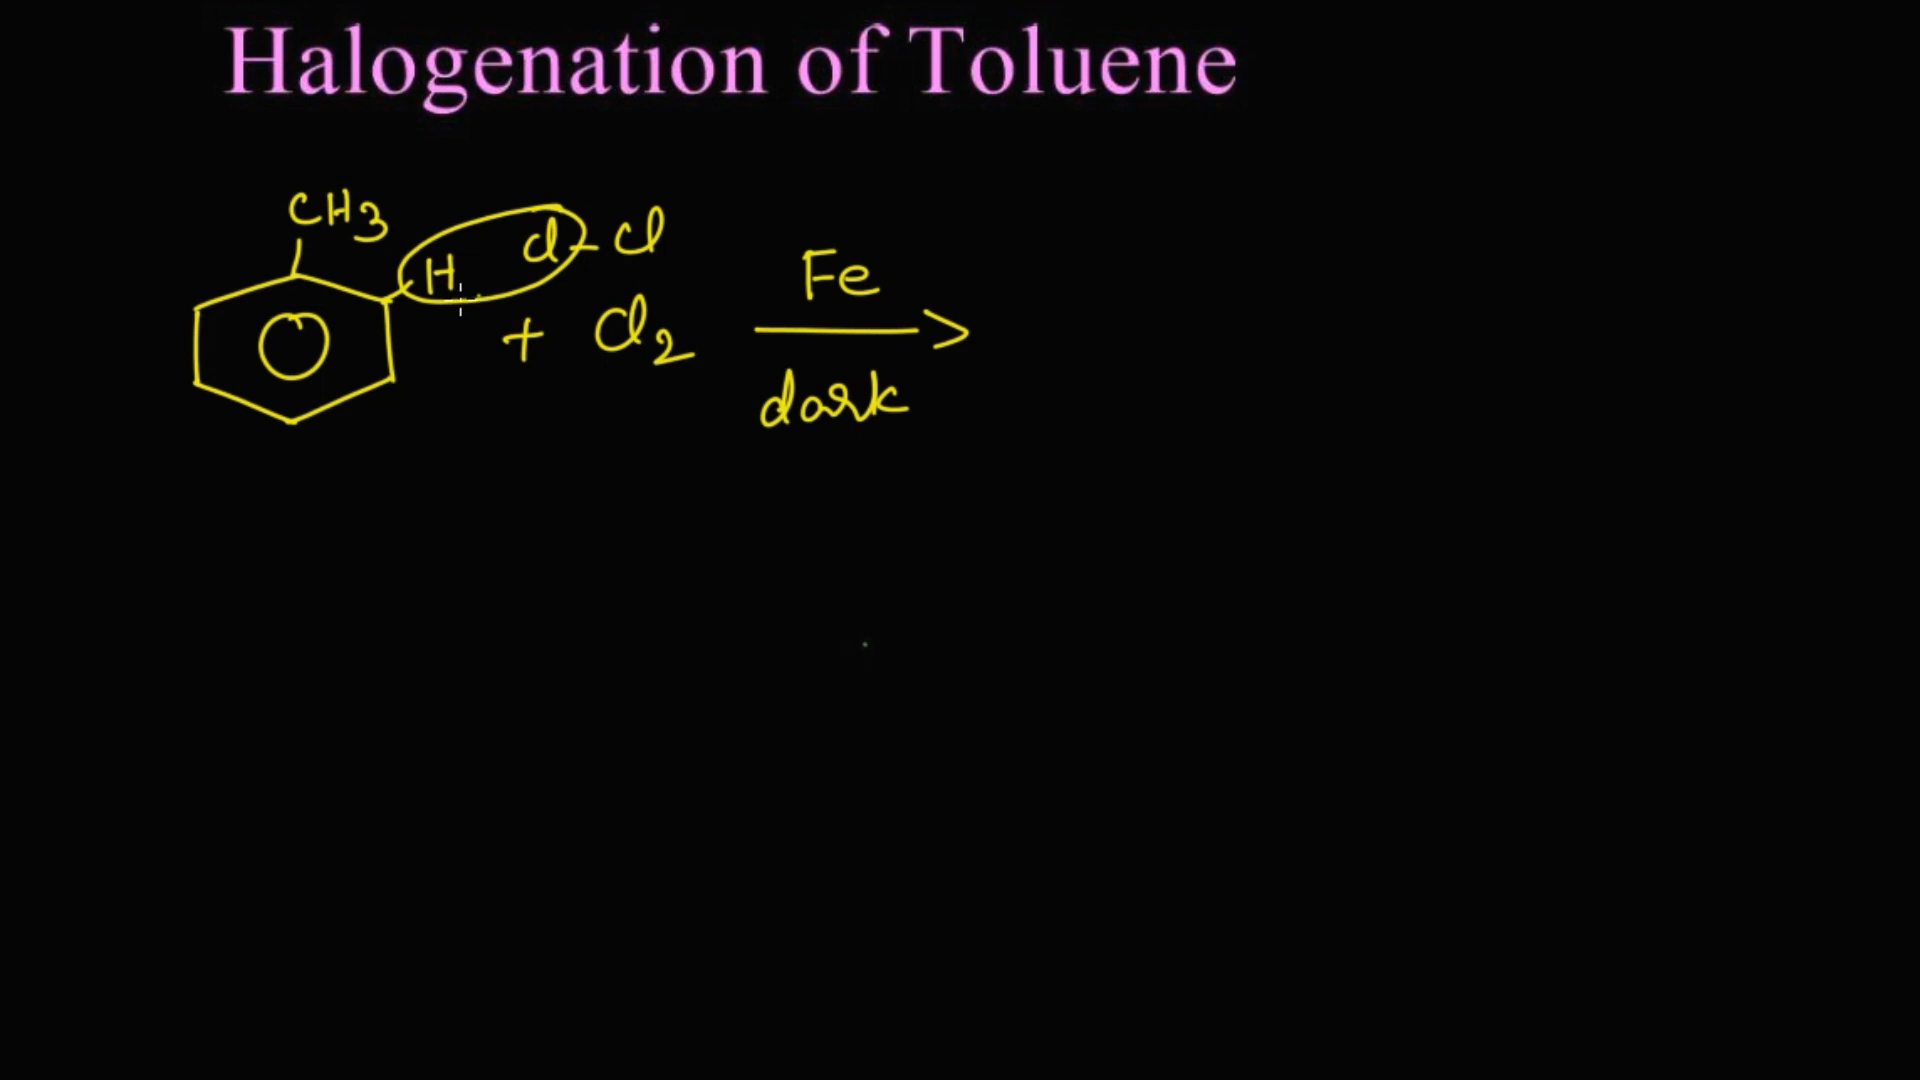 Halogenation of Toluene
CH3
H Cl-Cl
+ Cl2
Fe
dark